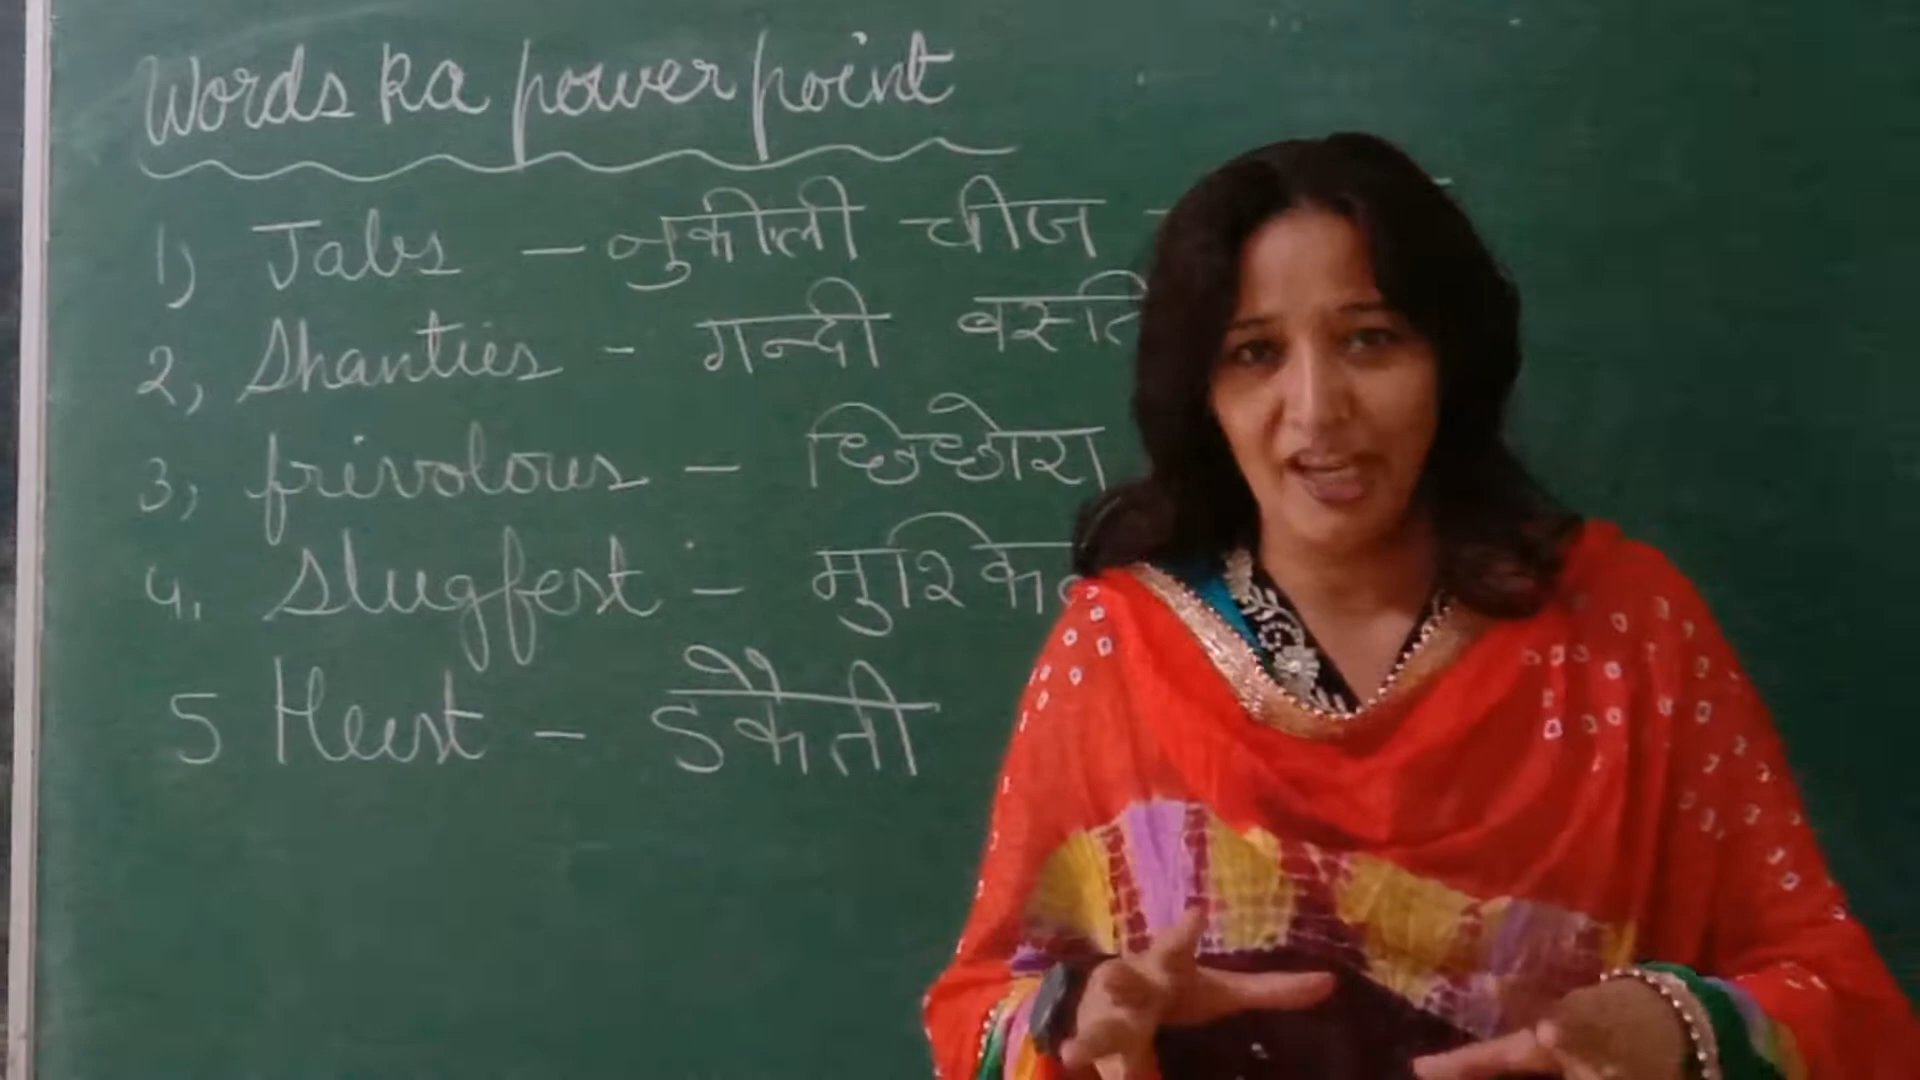 Words ka power point
1) Jabs - नुकीली चीज -
2, Shanties - गन्दी बस्ति
3, frivolous - छिछोरा
4. Slugfest -
5 Heist - डकैती